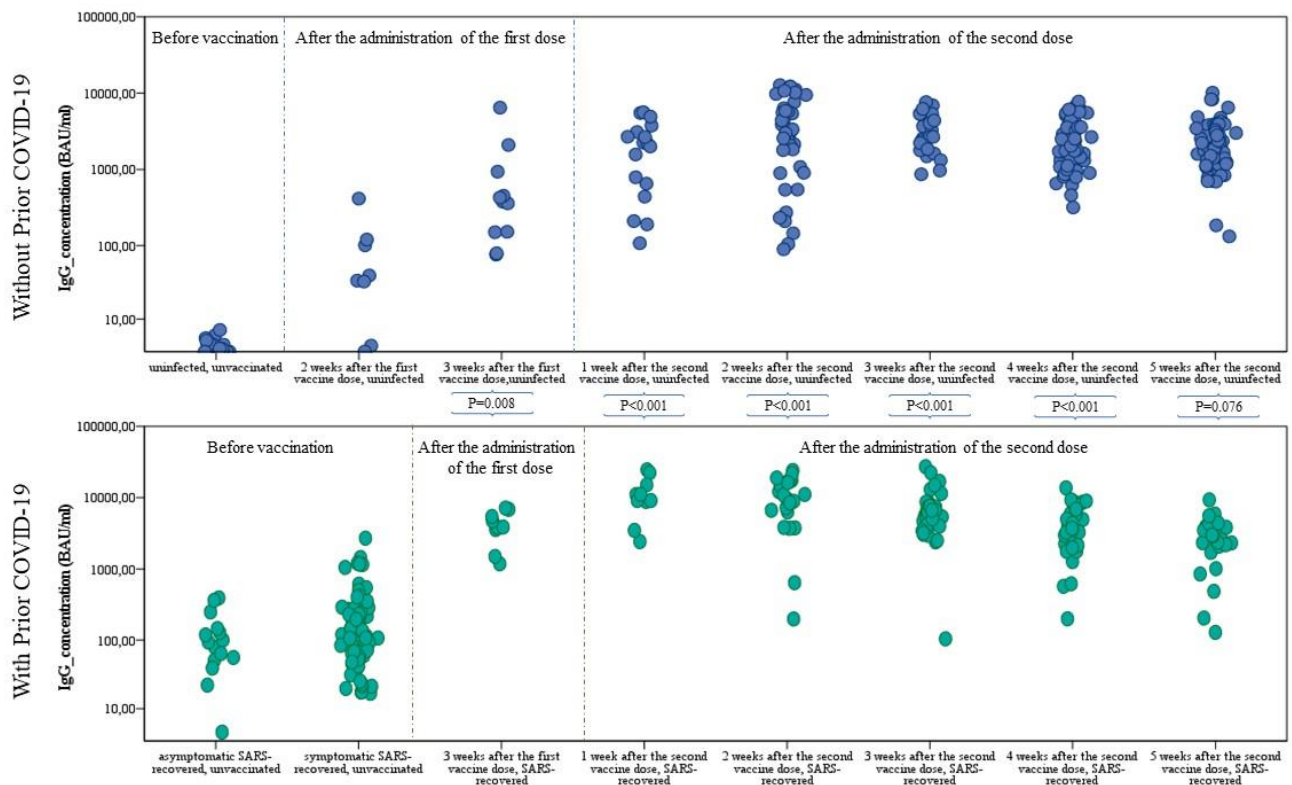 Without Prior COVID-19
IgG_concentration (BAU/ml)
100000,00
10000,00
1000,00
100,00
10,00
Before vaccination
After the administration of the first dose
After the administration of the second dose
uninfected, unvaccinated
2 weeks after the first
vaccine dose, uninfected
3 weeks after the first
vaccine dose,uninfected
1 week after the second
vaccine dose, uninfected
2 weeks after the second
vaccine dose, uninfected
3 weeks after the second
vaccine dose, uninfected
4 weeks after the second
vaccine dose, uninfected
5 weeks after the second
vaccine dose, uninfected
P=0.008
P<0.001
P<0.001
P<0.001
P<0.001
P=0.076
With Prior COVID-19
IgG_concentration (BAU/ml)
100000,00
10000,00
1000,00
100,00
10,00
Before vaccination
After the administration
of the first dose
After the administration of the second dose
asymptomatic SARS-
recovered, unvaccinated
symptomatic SARS-
recovered, unvaccinated
3 weeks after the first
vaccine dose, SARS-
recovered
1 week after the second
vaccine dose, SARS-
recovered
2 weeks after the second
vaccine dose, SARS-
recovered
3 weeks after the second
vaccine dose, SARS-
recovered
4 weeks after the second
vaccine dose, SARS-
recovered
5 weeks after the second
vaccine dose, SARS-
recovered